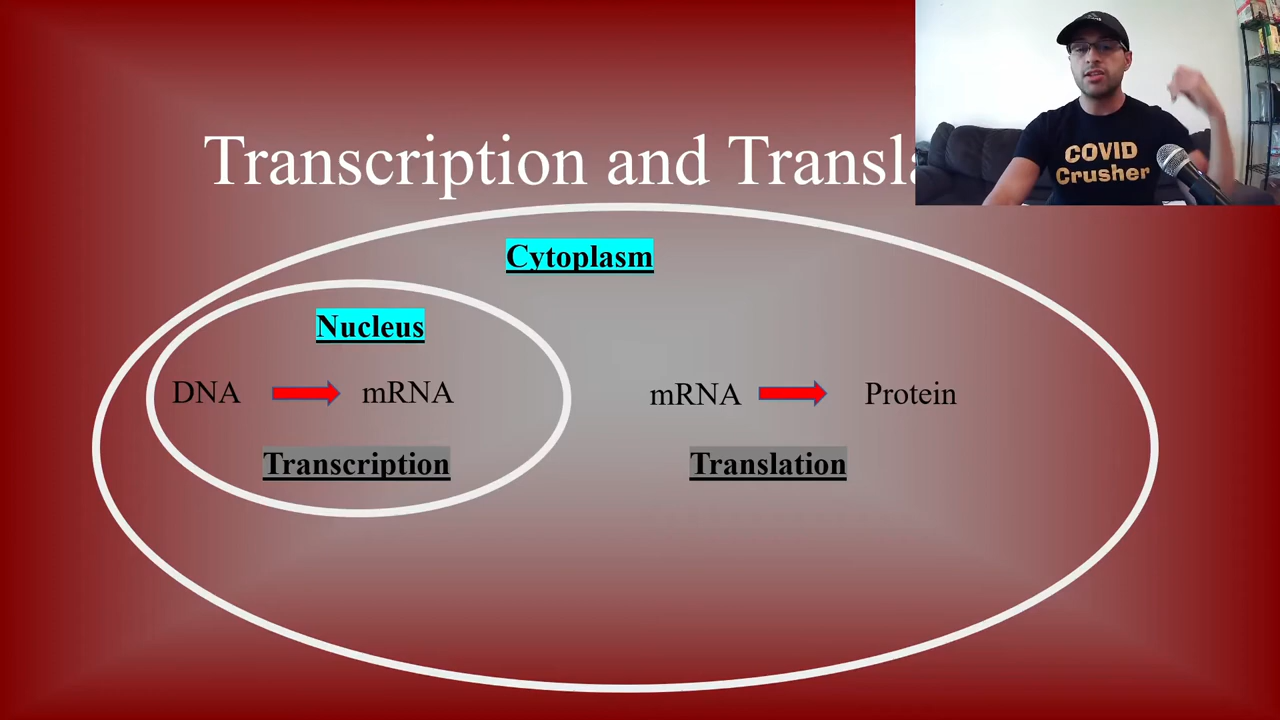 Transcription and Transla
COVID
Crusher
Cytoplasm
Nucleus
DNA mRNA
mRNA Protein
Transcription
Translation